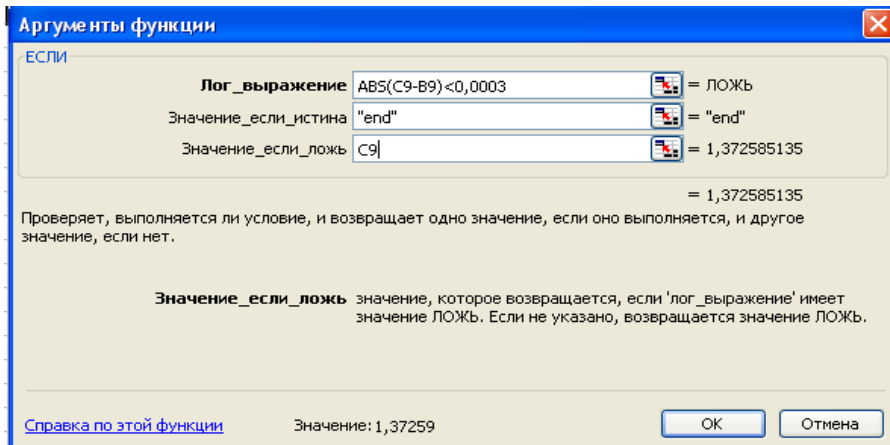 Аргументы функции
ЕСЛИ
Лог_выражение ABS(C9-B9)<0,0003 = ЛОЖЬ
Значение_если_истина "end" = "end"
Значение_если_ложь C9 = 1,372585135
= 1,372585135
Проверяет, выполняется ли условие, и возвращает одно значение, если оно выполняется, и другое
значение, если нет.
Значение_если_ложь значение, которое возвращается, если 'лог_выражение' имеет
значение ЛОЖЬ. Если не указано, возвращается значение ЛОЖЬ.
Справка по этой функции Значение: 1,37259 ОК Отмена